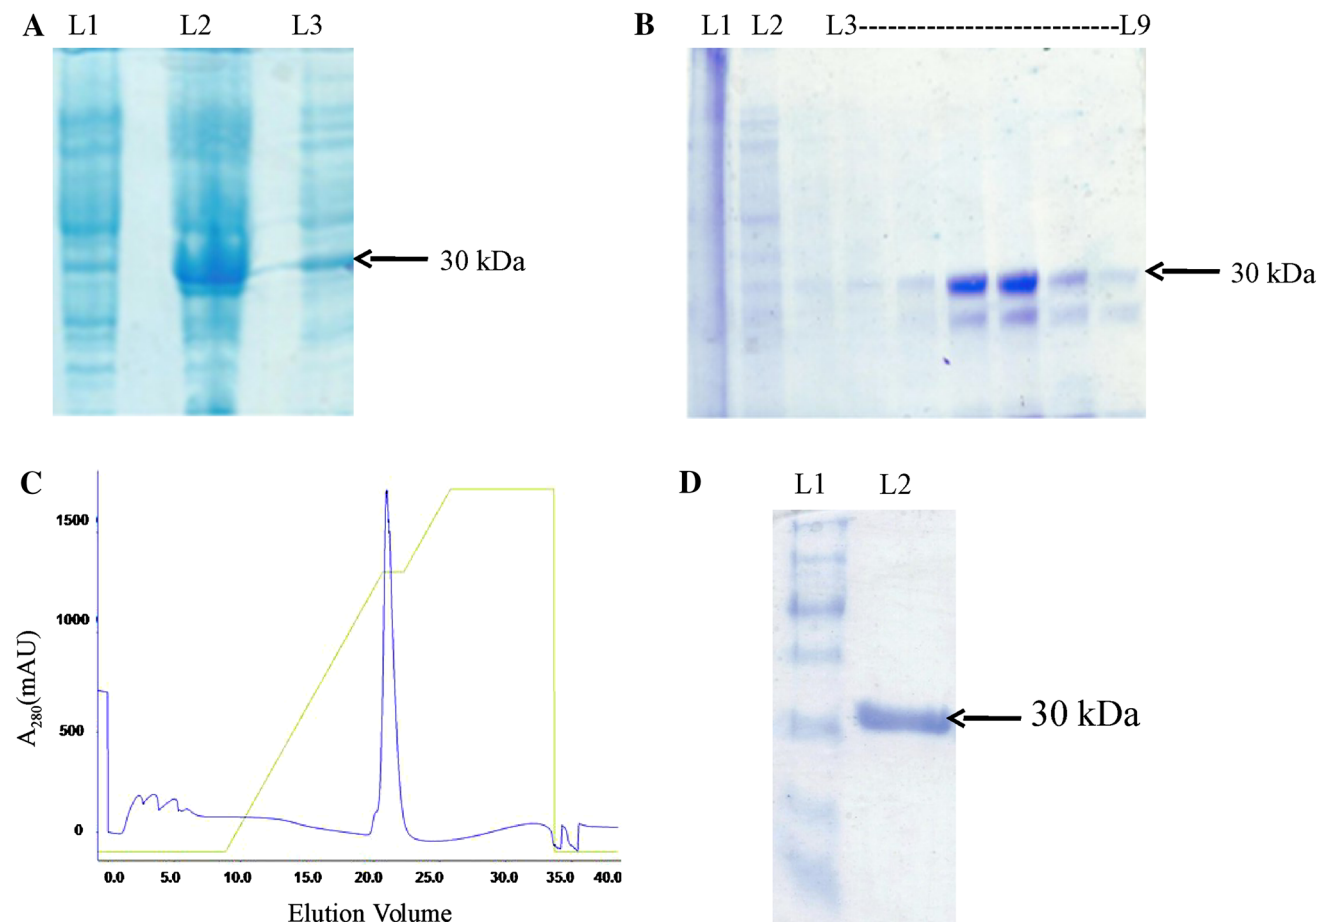 A L1 L2 L3
30 kDa
B L1 L2 L3------------------------------L9
30 kDa
C
1500
1000
500
0
A280(mAU)
0.0 5.0 10.0 15.0 20.0 25.0 30.0 35.0 40.0
Elution Volume
D L1 L2
30 kDa